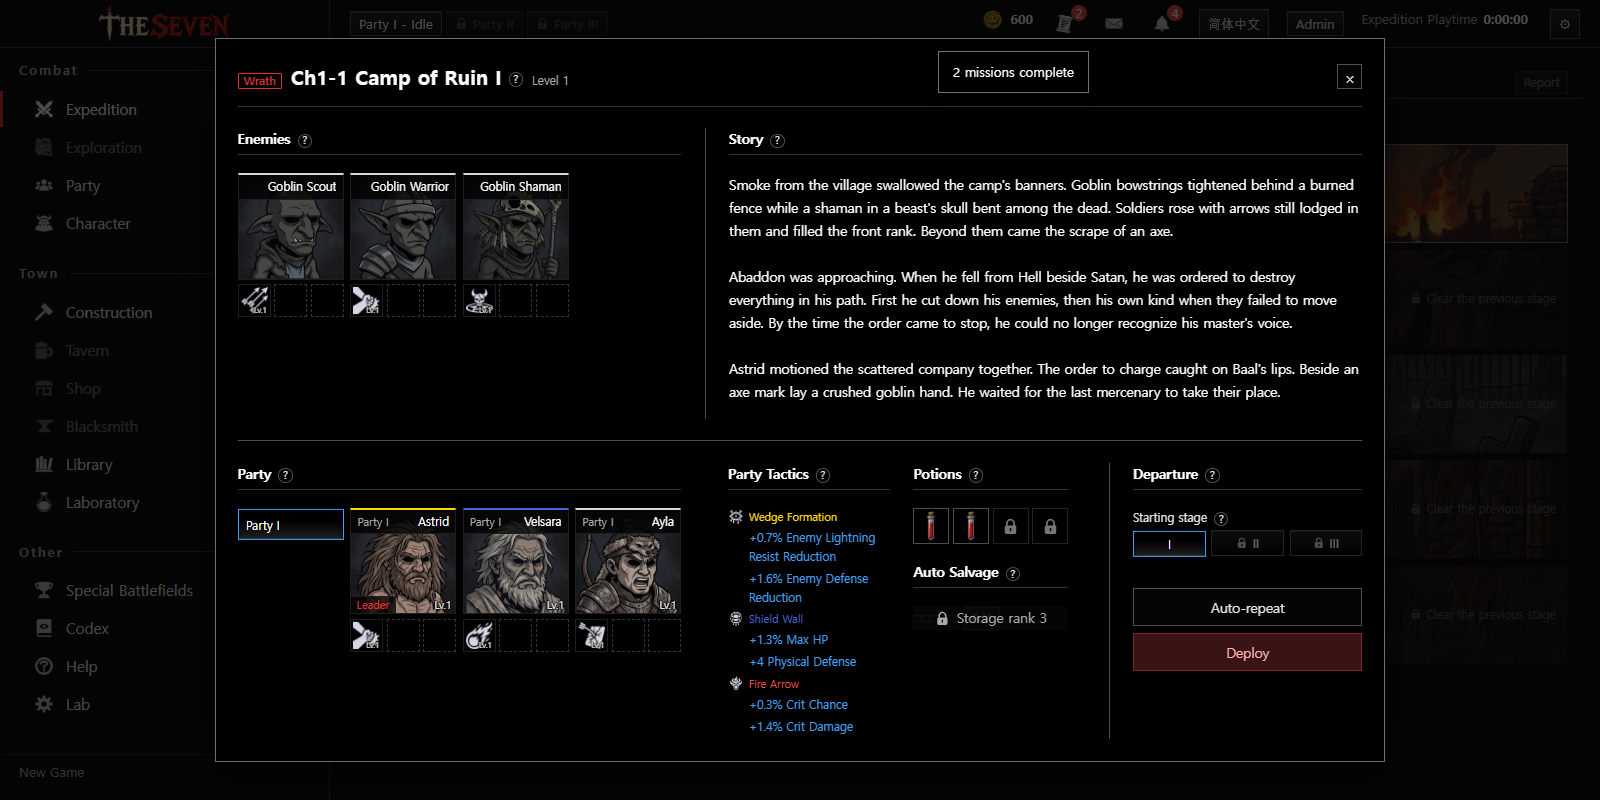 THE SEVEN
Party I - Idle
Party II
Party III
600
2
4
简体中文
Admin
Expedition Playtime 0:00:00
Combat
Expedition
Exploration
Party
Character
Town
Construction
Tavern
Shop
Blacksmith
Library
Laboratory
Other
Special Battlefields
Codex
Help
Lab
New Game
Report
Clear the previous stage
Clear the previous stage
Clear the previous stage
Clear the previous stage
Wrath
Ch1-1 Camp of Ruin I
?
Level 1
2 missions complete
×
Enemies ?
Goblin Scout
Goblin Warrior
Goblin Shaman
Lv.1
Lv.1
Lv.1
Story ?
Smoke from the village swallowed the camp's banners. Goblin bowstrings tightened behind a burned
fence while a shaman in a beast's skull bent among the dead. Soldiers rose with arrows still lodged in
them and filled the front rank. Beyond them came the scrape of an axe.
Abaddon was approaching. When he fell from Hell beside Satan, he was ordered to destroy
everything in his path. First he cut down his enemies, then his own kind when they failed to move
aside. By the time the order came to stop, he could no longer recognize his master's voice.
Astrid motioned the scattered company together. The order to charge caught on Baal's lips. Beside an
axe mark lay a crushed goblin hand. He waited for the last mercenary to take their place.
Party ?
Party I
Party I Astrid
Leader Lv.1
Party I Velsara
Lv.1
Party I Ayla
Lv.1
Lv.1
Lv.1
Lv.1
Party Tactics ?
Wedge Formation
+0.7% Enemy Lightning
Resist Reduction
+1.6% Enemy Defense
Reduction
Shield Wall
+1.3% Max HP
+4 Physical Defense
Fire Arrow
+0.3% Crit Chance
+1.4% Crit Damage
Potions ?
Auto Salvage ?
Storage rank 3
Departure ?
Starting stage ?
I
II
III
Auto-repeat
Deploy